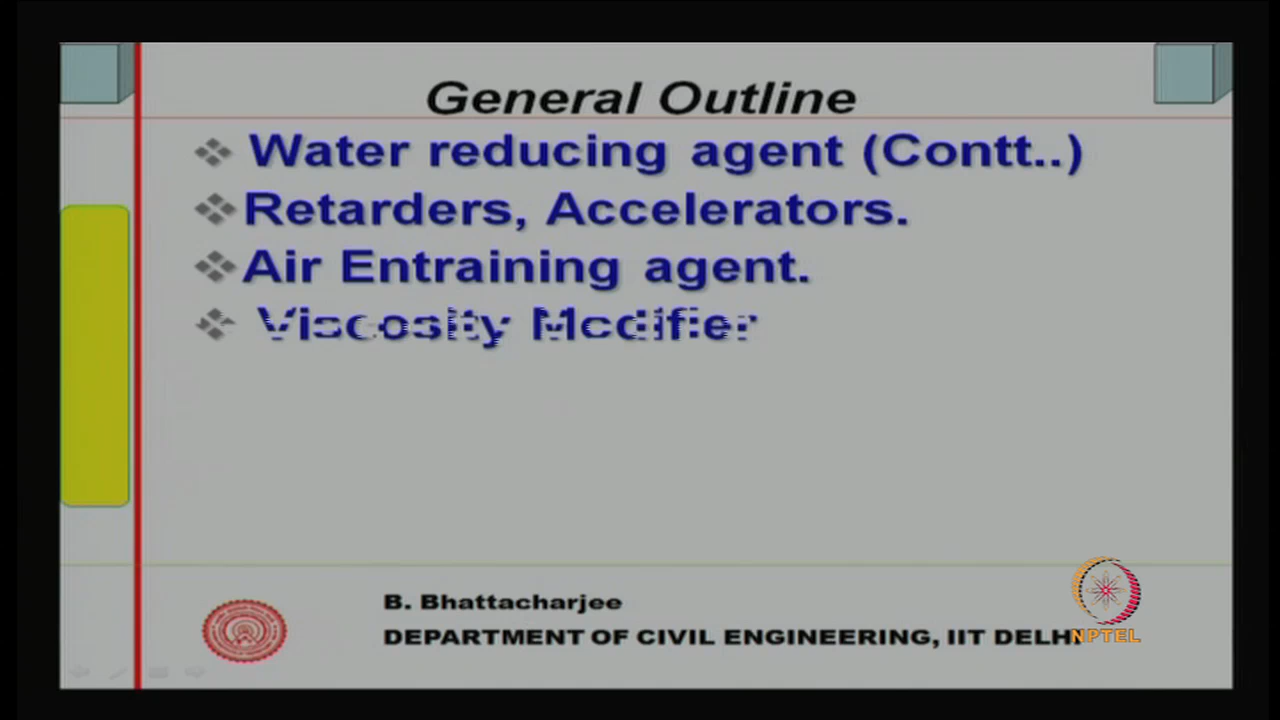 General Outline
Water reducing agent (Contt..)
Retarders, Accelerators.
Air Entraining agent.
Viscosity Modifier
B. Bhattacharjee
DEPARTMENT OF CIVIL ENGINEERING, IIT DELHI
NPTEL